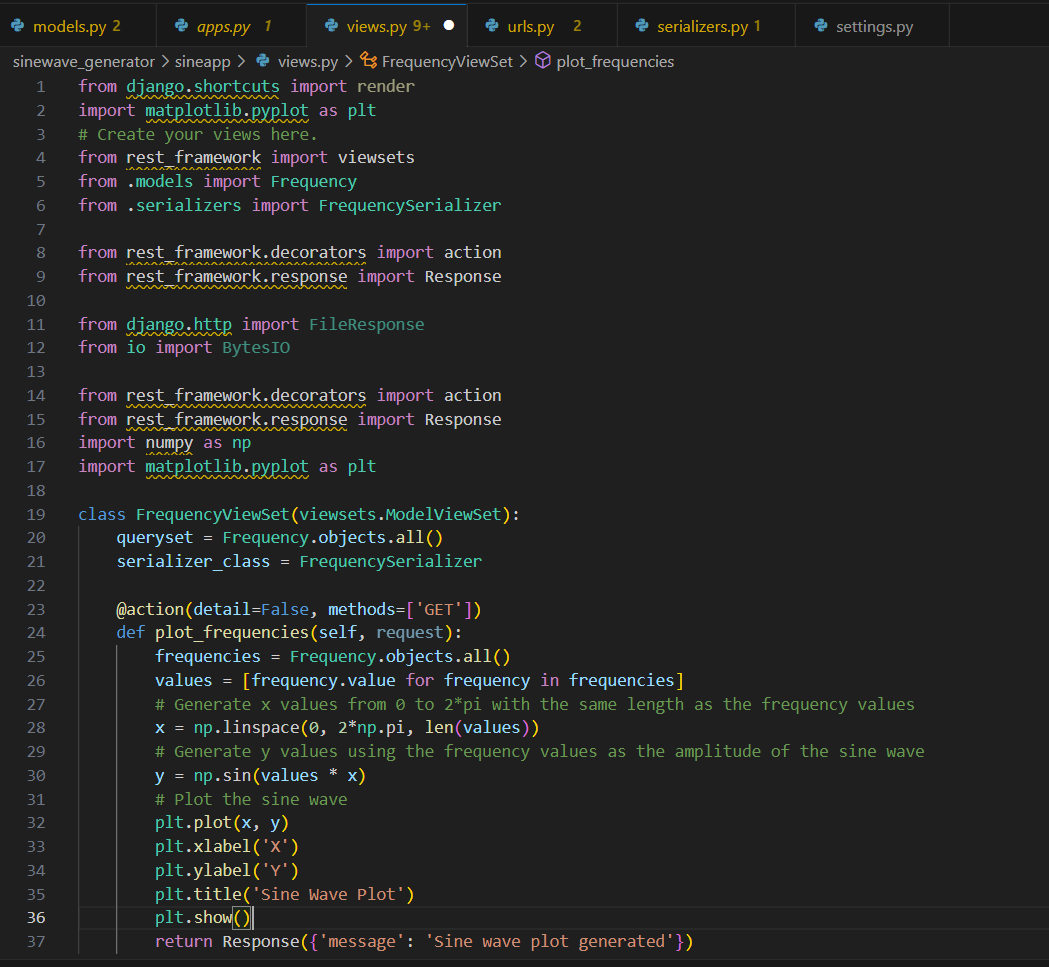 models.py 2 apps.py 1 views.py 9+ urls.py 2 serializers.py 1 settings.py
sinewave_generator > sineapp > views.py > FrequencyViewSet > plot_frequencies
1 from django.shortcuts import render
2 import matplotlib.pyplot as plt
3 # Create your views here.
4 from rest_framework import viewsets
5 from .models import Frequency
6 from .serializers import FrequencySerializer
7
8 from rest_framework.decorators import action
9 from rest_framework.response import Response
10
11 from django.http import FileResponse
12 from io import BytesIO
13
14 from rest_framework.decorators import action
15 from rest_framework.response import Response
16 import numpy as np
17 import matplotlib.pyplot as plt
18
19 class FrequencyViewSet(viewsets.ModelViewSet):
20     queryset = Frequency.objects.all()
21     serializer_class = FrequencySerializer
22
23     @action(detail=False, methods=['GET'])
24     def plot_frequencies(self, request):
25         frequencies = Frequency.objects.all()
26         values = [frequency.value for frequency in frequencies]
27         # Generate x values from 0 to 2*pi with the same length as the frequency values
28         x = np.linspace(0, 2*np.pi, len(values))
29         # Generate y values using the frequency values as the amplitude of the sine wave
30         y = np.sin(values * x)
31         # Plot the sine wave
32         plt.plot(x, y)
33         plt.xlabel('X')
34         plt.ylabel('Y')
35         plt.title('Sine Wave Plot')
36         plt.show()
37         return Response({'message': 'Sine wave plot generated'})